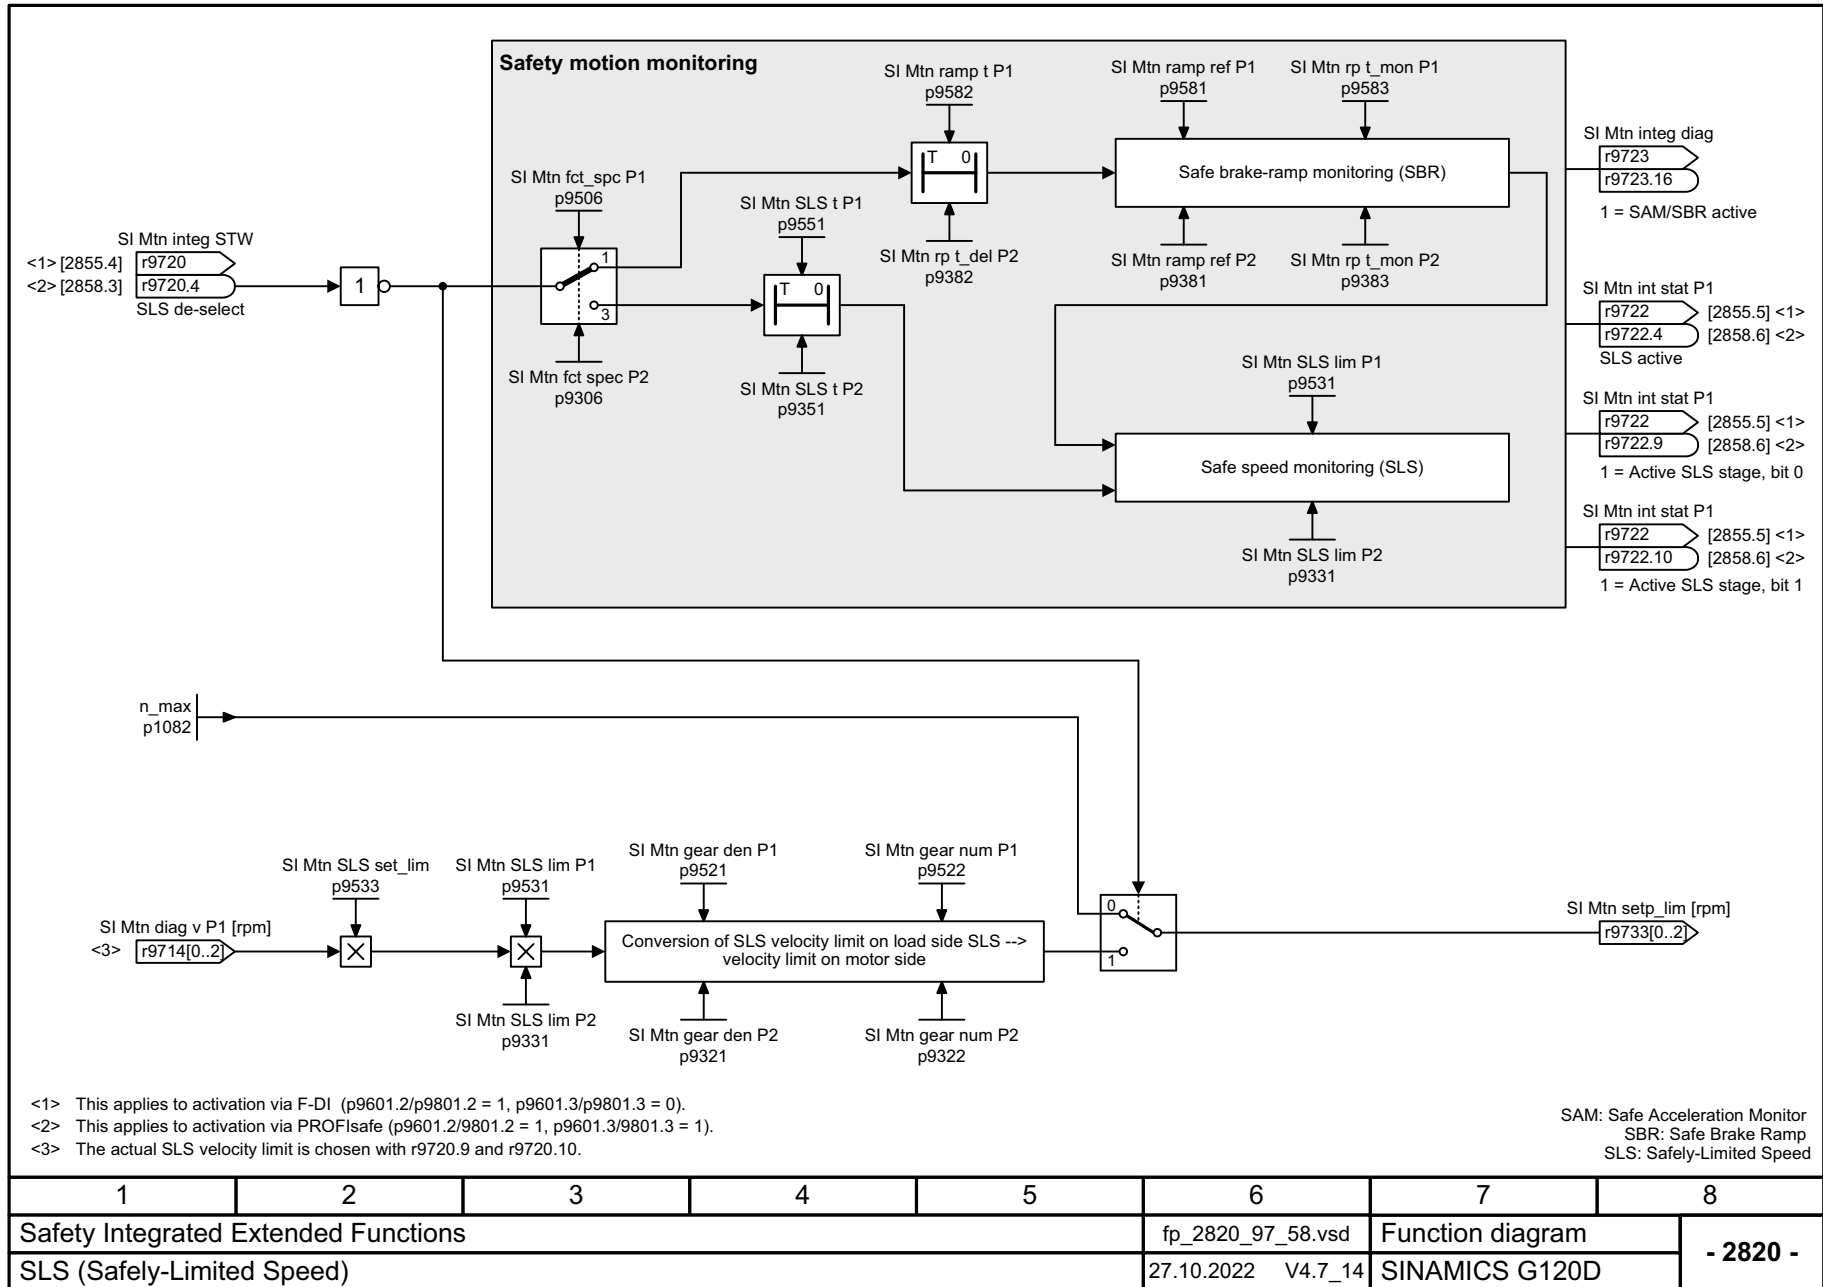 Safety motion monitoring
SI Mtn ramp t P1
p9582
SI Mtn ramp ref P1
p9581
SI Mtn rp t_mon P1
p9583
SI Mtn integ diag
r9723
r9723.16
1 = SAM/SBR active
T 0
Safe brake-ramp monitoring (SBR)
SI Mtn fct_spc P1
p9506
SI Mtn SLS t P1
p9551
SI Mtn rp t_del P2
p9382
SI Mtn ramp ref P2
p9381
SI Mtn rp t_mon P2
p9383
SI Mtn integ STW
<1> [2855.4] r9720
<2> [2858.3] r9720.4
SLS de-select
1
1
3
T 0
SI Mtn int stat P1
r9722 [2855.5] <1>
r9722.4 [2858.6] <2>
SLS active
SI Mtn fct spec P2
p9306
SI Mtn SLS t P2
p9351
SI Mtn SLS lim P1
p9531
SI Mtn int stat P1
r9722 [2855.5] <1>
r9722.9 [2858.6] <2>
1 = Active SLS stage, bit 0
Safe speed monitoring (SLS)
SI Mtn SLS lim P2
p9331
SI Mtn int stat P1
r9722 [2855.5] <1>
r9722.10 [2858.6] <2>
1 = Active SLS stage, bit 1
n_max
p1082
SI Mtn SLS set_lim
p9533
SI Mtn SLS lim P1
p9531
SI Mtn gear den P1
p9521
SI Mtn gear num P1
p9522
SI Mtn diag v P1 [rpm]
<3> r9714[0..2]
Conversion of SLS velocity limit on load side SLS -->
velocity limit on motor side
0
1
SI Mtn setp_lim [rpm]
r9733[0..2]
SI Mtn SLS lim P2
p9331
SI Mtn gear den P2
p9321
SI Mtn gear num P2
p9322
<1> This applies to activation via F-DI (p9601.2/p9801.2 = 1, p9601.3/p9801.3 = 0).
<2> This applies to activation via PROFIsafe (p9601.2/9801.2 = 1, p9601.3/9801.3 = 1).
<3> The actual SLS velocity limit is chosen with r9720.9 and r9720.10.
SAM: Safe Acceleration Monitor
SBR: Safe Brake Ramp
SLS: Safely-Limited Speed
1 2 3 4 5 6 7 8
Safety Integrated Extended Functions fp_2820_97_58.vsd Function diagram
- 2820 -
SLS (Safely-Limited Speed) 27.10.2022 V4.7_14 SINAMICS G120D